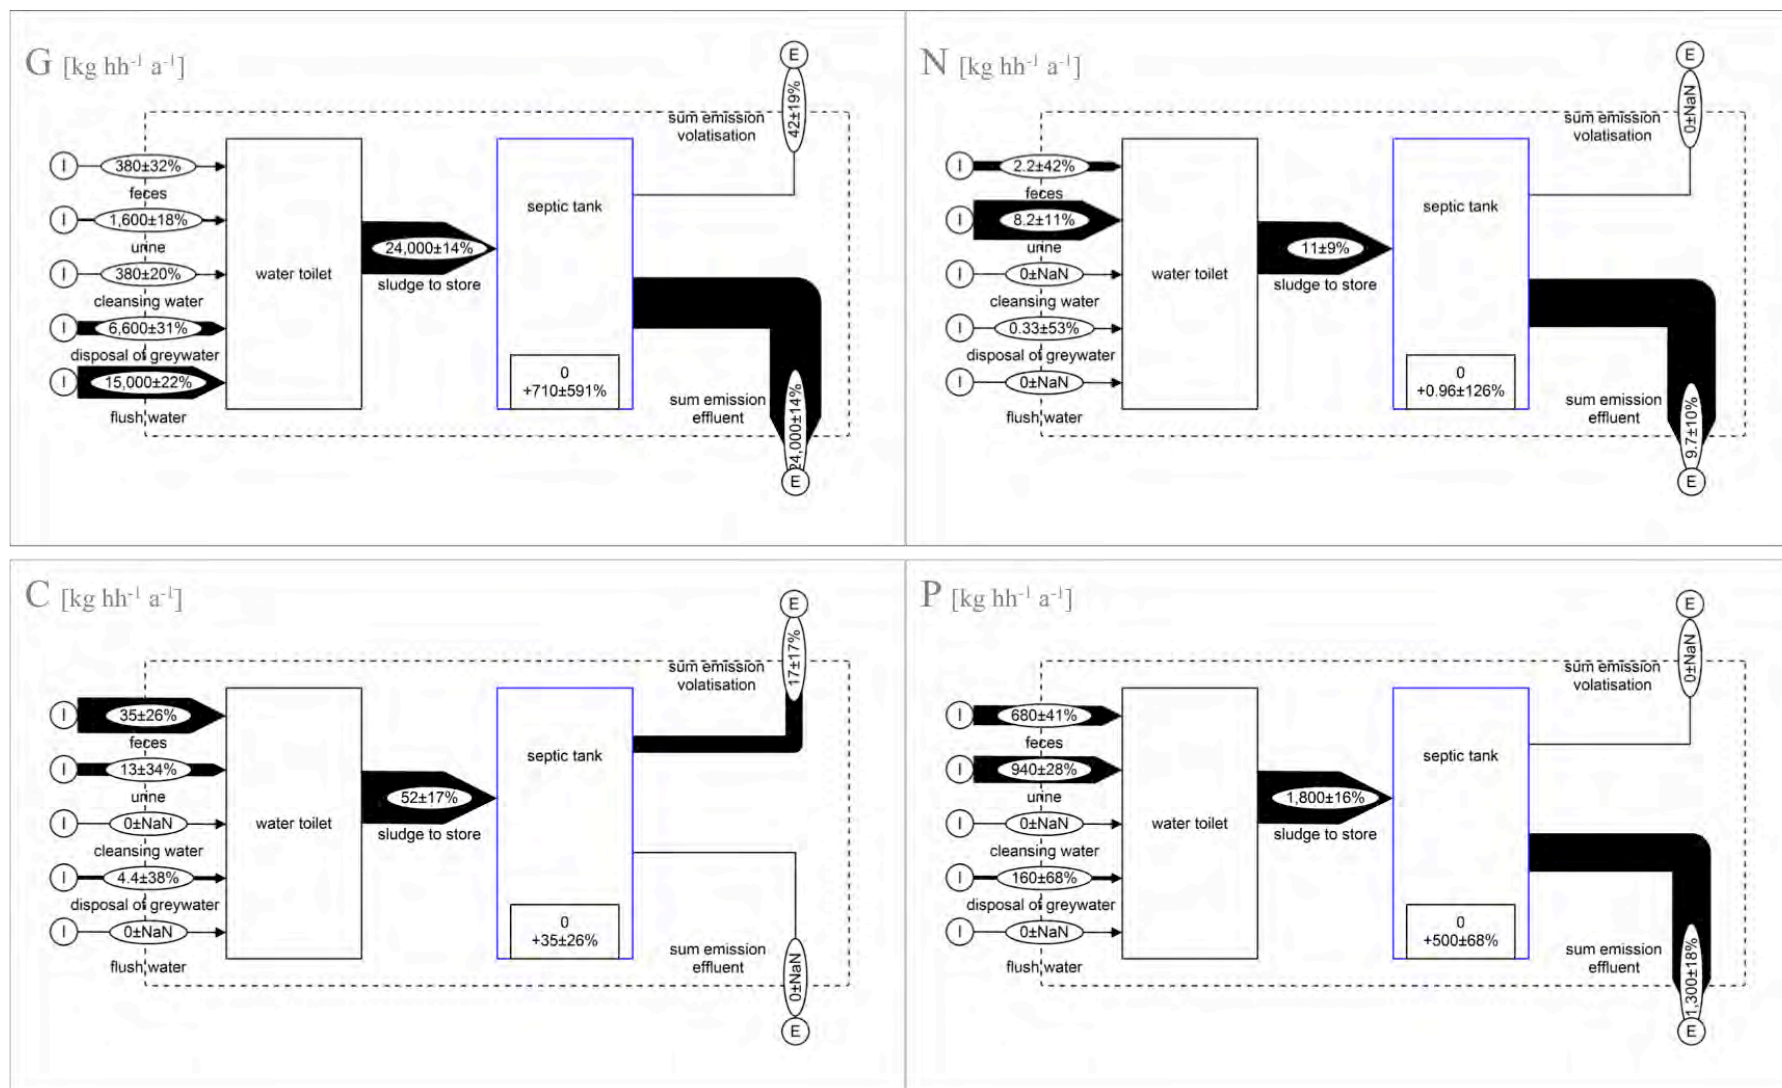 G [kg hh⁻¹ a⁻¹]
E
42±19%
sum emission
volatisation
I
380±32%
feces
I
1,600±18%
urine
I
380±20%
cleansing water
I
6,600±31%
disposal of greywater
I
15,000±22%
flush water
water toilet
24,000±14%
sludge to store
septic tank
0
+710±591%
sum emission
effluent
24,000±14%
E
N [kg hh⁻¹ a⁻¹]
E
0±NaN
sum emission
volatisation
I
2.2±42%
feces
I
8.2±11%
urine
I
0±NaN
cleansing water
I
0.33±53%
disposal of greywater
I
0±NaN
flush water
water toilet
11±9%
sludge to store
septic tank
0
+0.96±126%
sum emission
effluent
9.7±10%
E
C [kg hh⁻¹ a⁻¹]
E
17±17%
sum emission
volatisation
I
35±26%
feces
I
13±34%
urine
I
0±NaN
cleansing water
I
4.4±38%
disposal of greywater
I
0±NaN
flush water
water toilet
52±17%
sludge to store
septic tank
0
+35±26%
sum emission
effluent
0±NaN
E
P [kg hh⁻¹ a⁻¹]
E
0±NaN
sum emission
volatisation
I
680±41%
feces
I
940±28%
urine
I
0±NaN
cleansing water
I
160±68%
disposal of greywater
I
0±NaN
flush water
water toilet
1,800±16%
sludge to store
septic tank
0
+500±68%
sum emission
effluent
1,300±18%
E